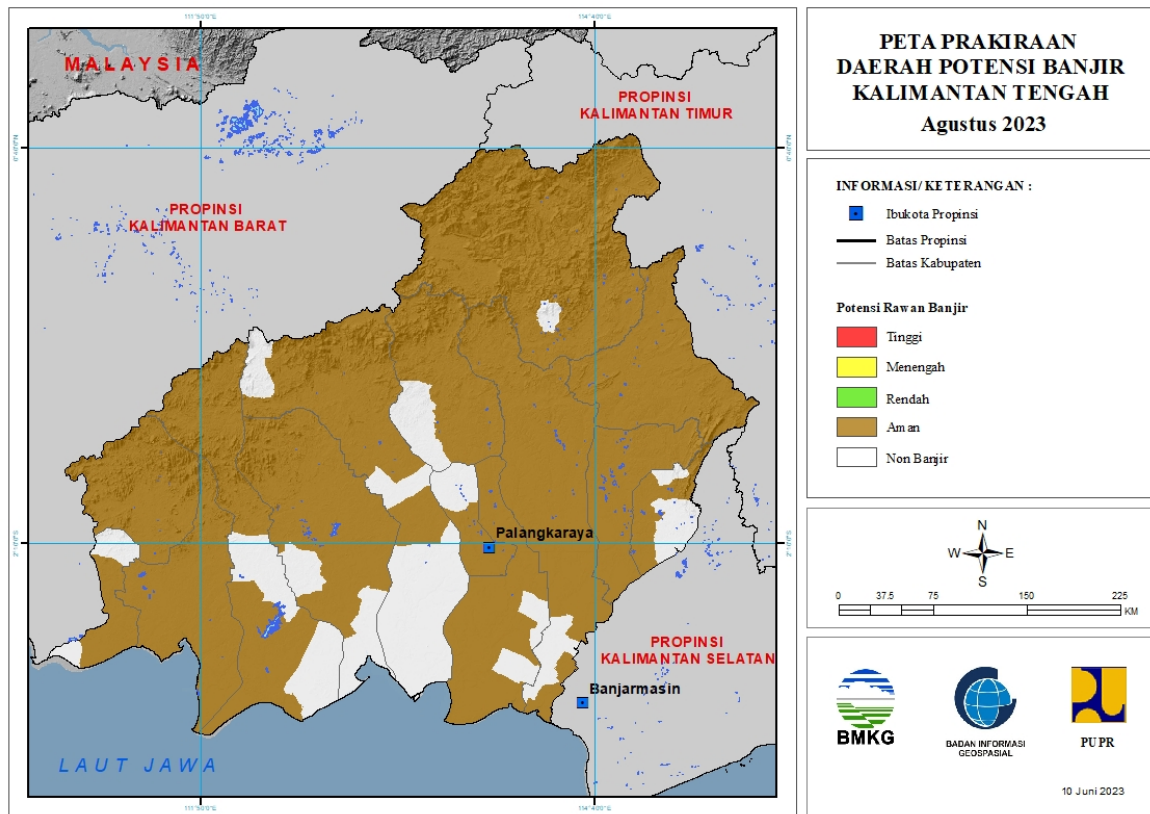 MALAYSIA
PROPINSI
KALIMANTAN TIMUR
PROPINSI
KALIMANTAN BARAT
Palangkaraya
PROPINSI
KALIMANTAN SELATAN
Banjarmasin
LAUT JAWA
PETA PRAKIRAAN
DAERAH POTENSI BANJIR
KALIMANTAN TENGAH
Agustus 2023
INFORMASI/ KETERANGAN :
Ibukota Propinsi
Batas Propinsi
Batas Kabupaten
Potensi Rawan Banjir
Tinggi
Menengah
Rendah
Aman
Non Banjir
N
W E
S
0 37.5 75 150 225
KM
BMKG
BADAN INFORMASI
GEOSPASIAL
PUPR
10 Juni 2023